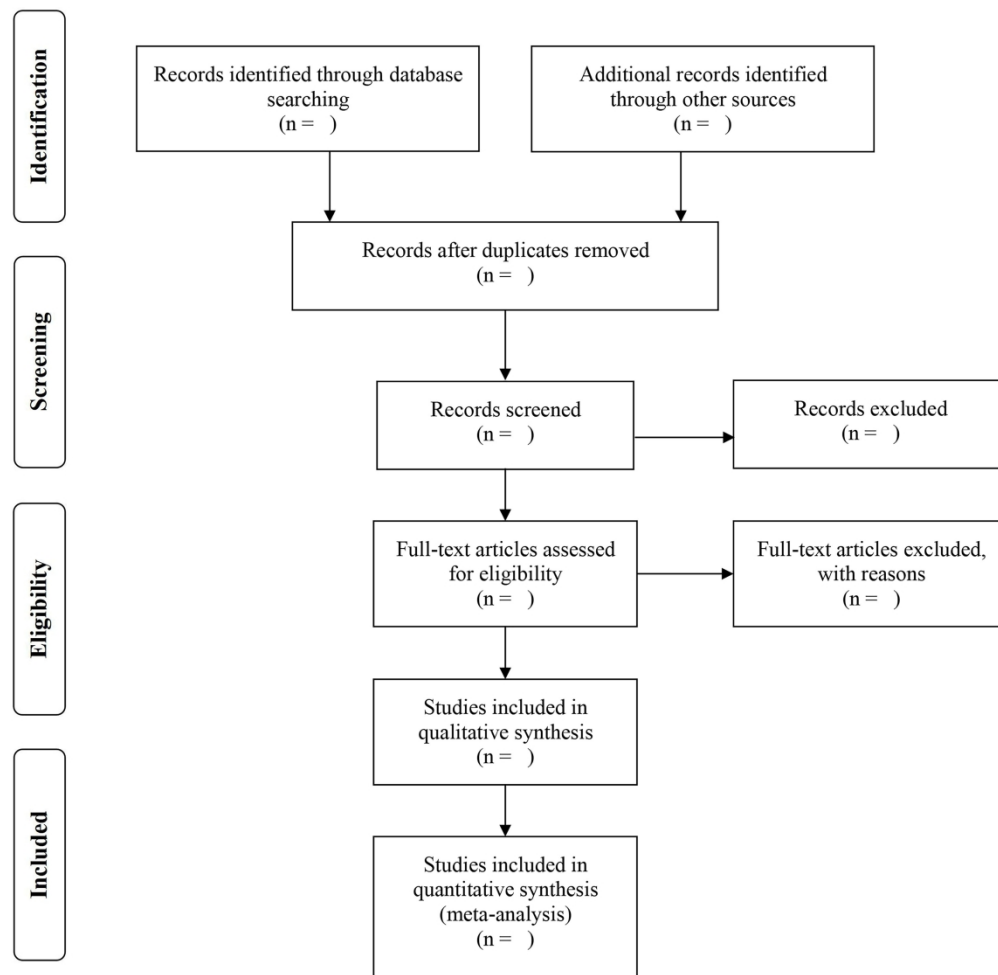 Identification
Records identified through database
searching
(n =   )
Additional records identified
through other sources
(n =   )
Records after duplicates removed
(n =   )
Screening
Records screened
(n =   )
Records excluded
(n =   )
Eligibility
Full-text articles assessed
for eligibility
(n =   )
Full-text articles excluded,
with reasons
(n =   )
Studies included in
qualitative synthesis
(n =   )
Included
Studies included in
quantitative synthesis
(meta-analysis)
(n =   )